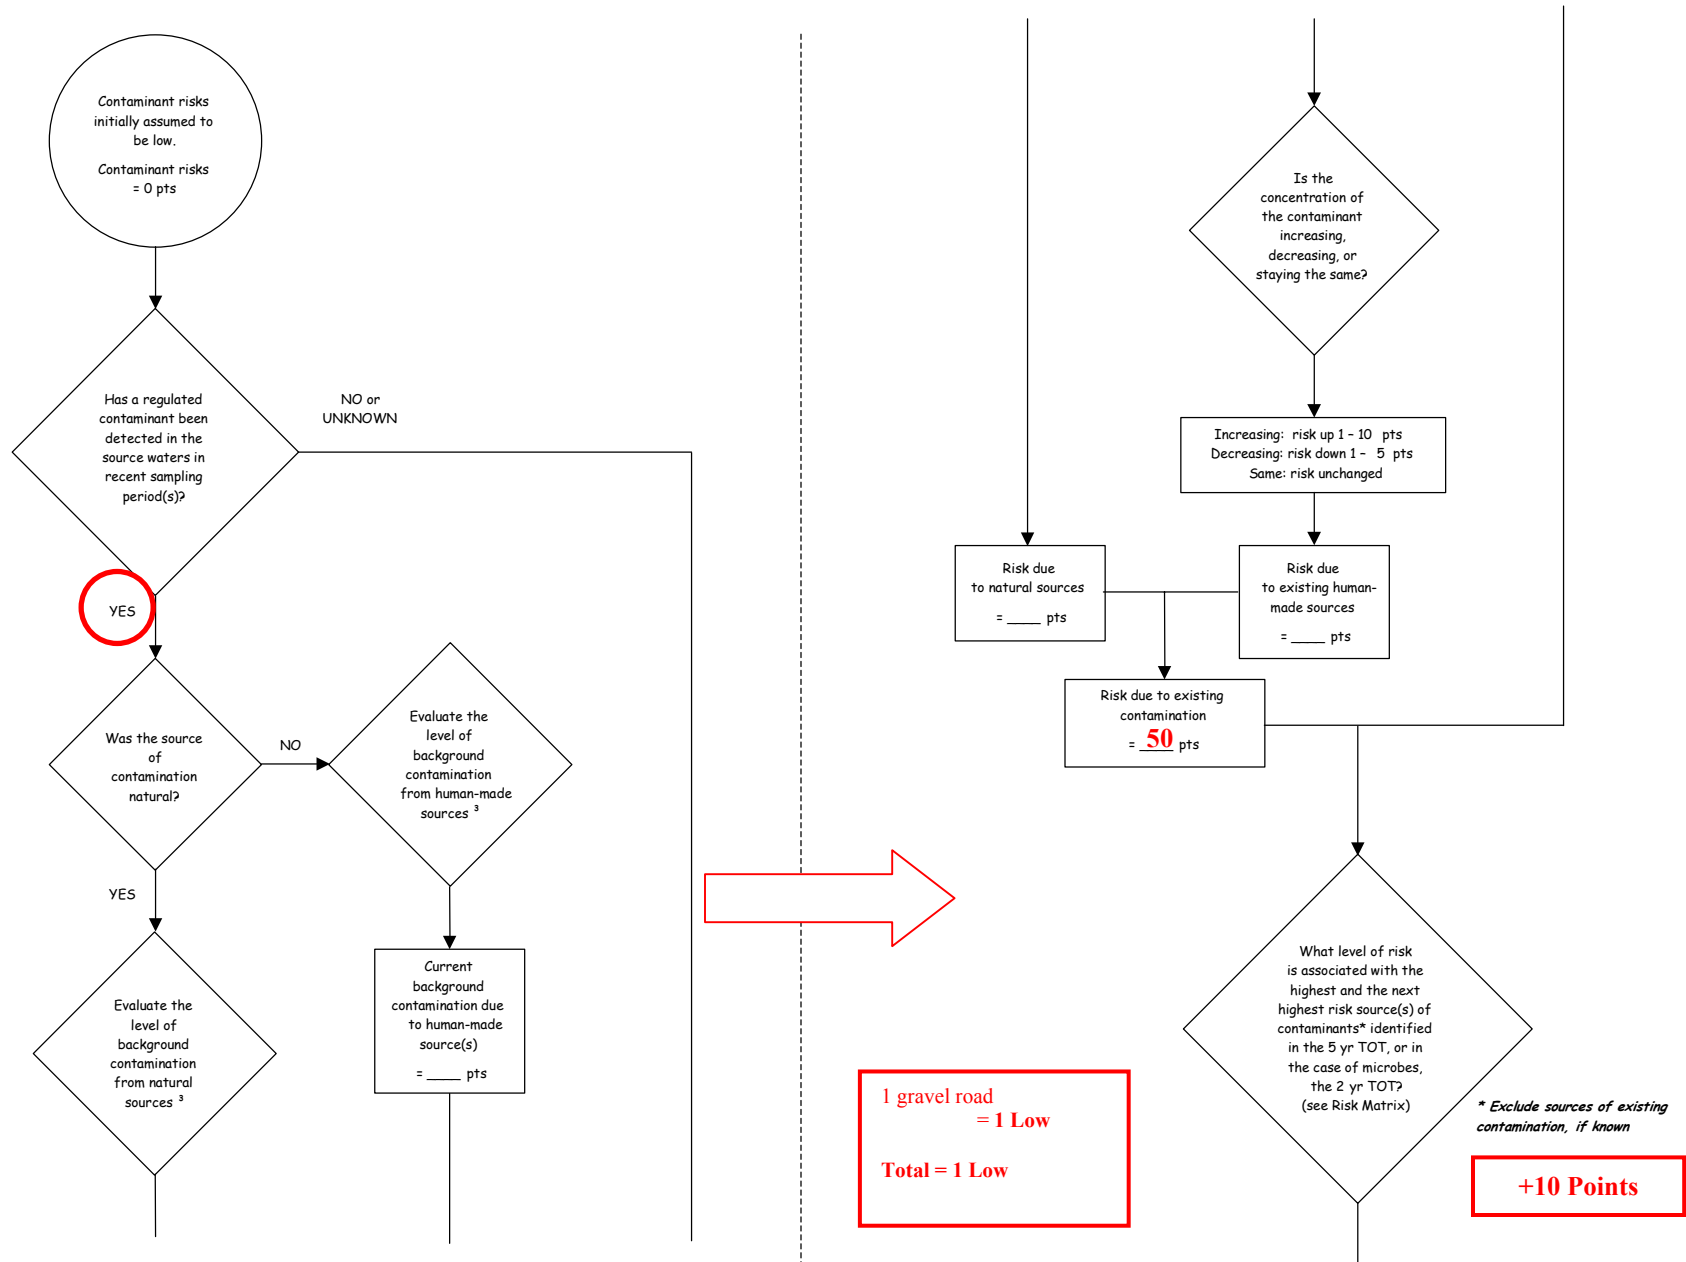 Contaminant risks
initially assumed to
be low.
Contaminant risks
= 0 pts
Has a regulated
contaminant been
detected in the
source waters in
recent sampling
period(s)?
NO or
UNKNOWN
YES
Was the source
of
contamination
natural?
NO
Evaluate the
level of
background
contamination
from human-made
sources ³
YES
Evaluate the
level of
background
contamination
from natural
sources ³
Current
background
contamination due
to human-made
source(s)
= ____ pts
Is the
concentration of
the contaminant
increasing,
decreasing, or
staying the same?
Increasing: risk up 1 – 10 pts
Decreasing: risk down 1 – 5 pts
Same: risk unchanged
Risk due
to natural sources
= ____ pts
Risk due
to existing human-
made sources
= ____ pts
Risk due to existing
contamination
= 50 pts
What level of risk
is associated with the
highest and the next
highest risk source(s) of
contaminants* identified
in the 5 yr TOT, or in
the case of microbes,
the 2 yr TOT?
(see Risk Matrix)
* Exclude sources of existing
contamination, if known
1 gravel road
= 1 Low
Total = 1 Low
+10 Points